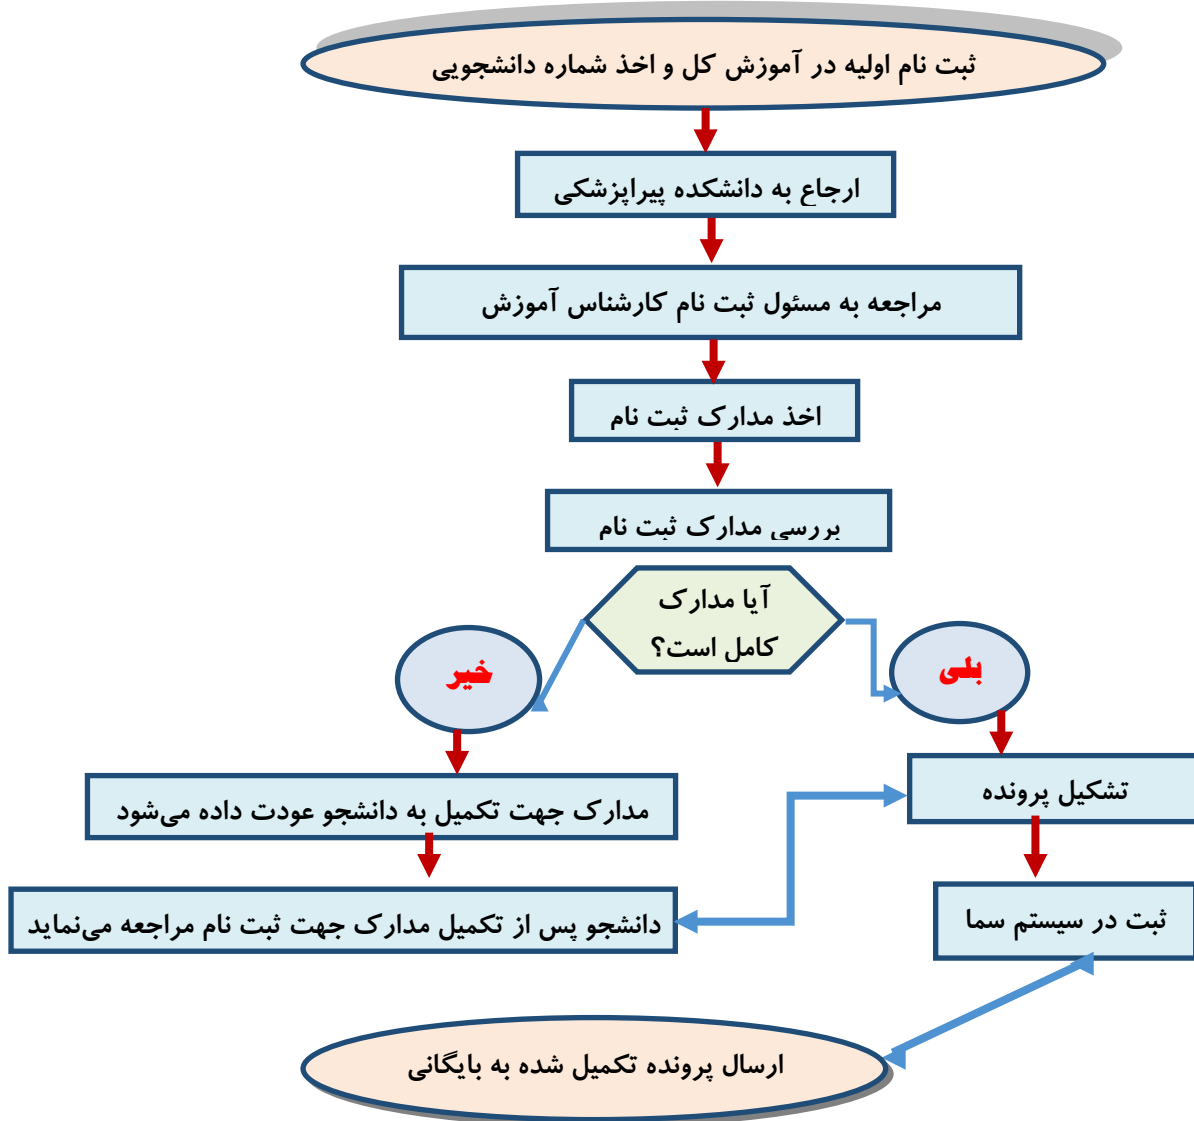 ثبت نام اولیه در آموزش کل و اخذ شماره دانشجویی
ارجاع به دانشکده پیراپزشکی
مراجعه به مسئول ثبت نام کارشناس آموزش
اخذ مدارک ثبت نام
بررسی مدارک ثبت نام
آیا مدارک
کامل است؟
بلی
خیر
تشکیل پرونده
مدارک جهت تکمیل به دانشجو عودت داده می‌شود
ثبت در سیستم سما
دانشجو پس از تکمیل مدارک جهت ثبت نام مراجعه می‌نماید
ارسال پرونده تکمیل شده به بایگانی